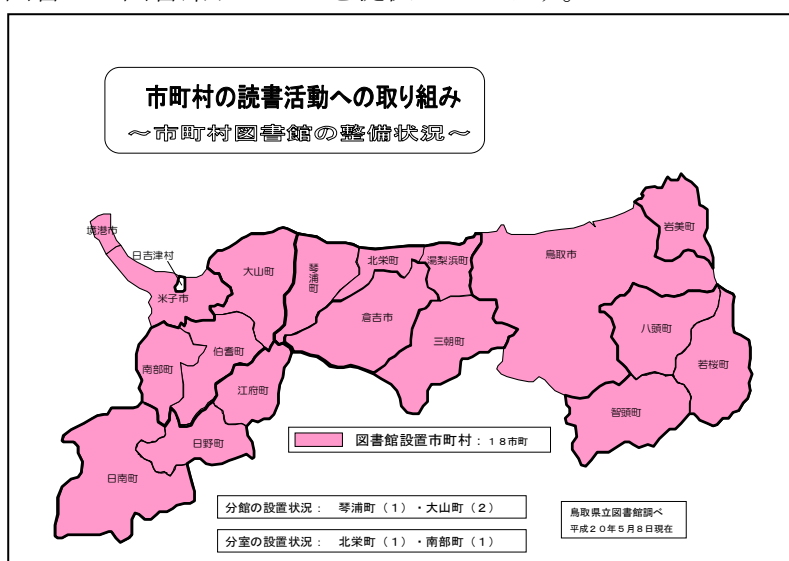 市町村の読書活動への取り組み
～市町村図書館の整備状況～
境港市
日吉津村
米子市
大山町
琴浦町
北栄町
湯梨浜町
鳥取市
岩美町
倉吉市
三朝町
八頭町
若桜町
智頭町
南部町
伯耆町
江府町
日野町
日南町
図書館設置市町村：１８市町
分館の設置状況：　琴浦町（１）・大山町（２）
分室の設置状況：　北栄町（１）・南部町（１）
鳥取県立図書館調べ
平成２０年５月８日現在